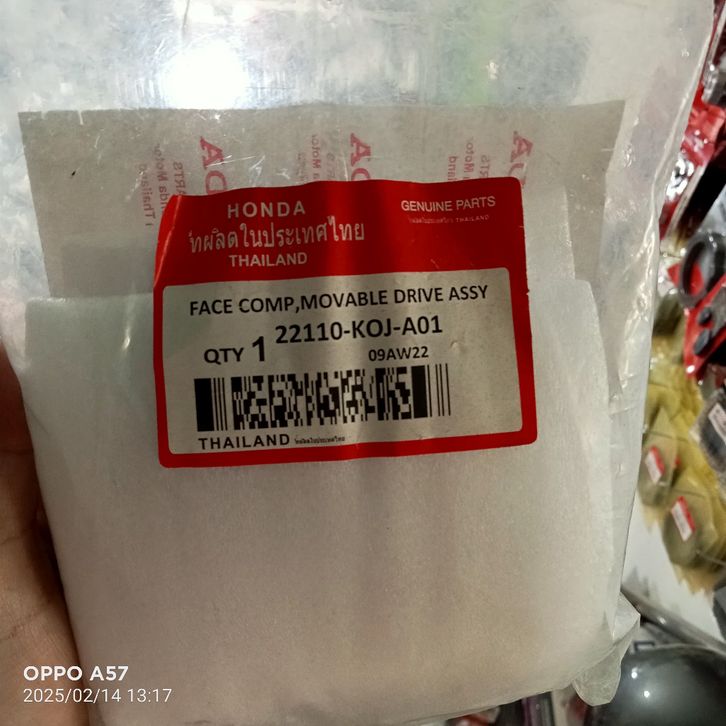 HONDA
ที่ผลิตในประเทศไทย
THAILAND
GENUINE PARTS
FACE COMP,MOVABLE DRIVE ASSY
22110-KOJ-A01
QTY 1
09AW22
THAILAND
OPPO A57
2025/02/14 13:17